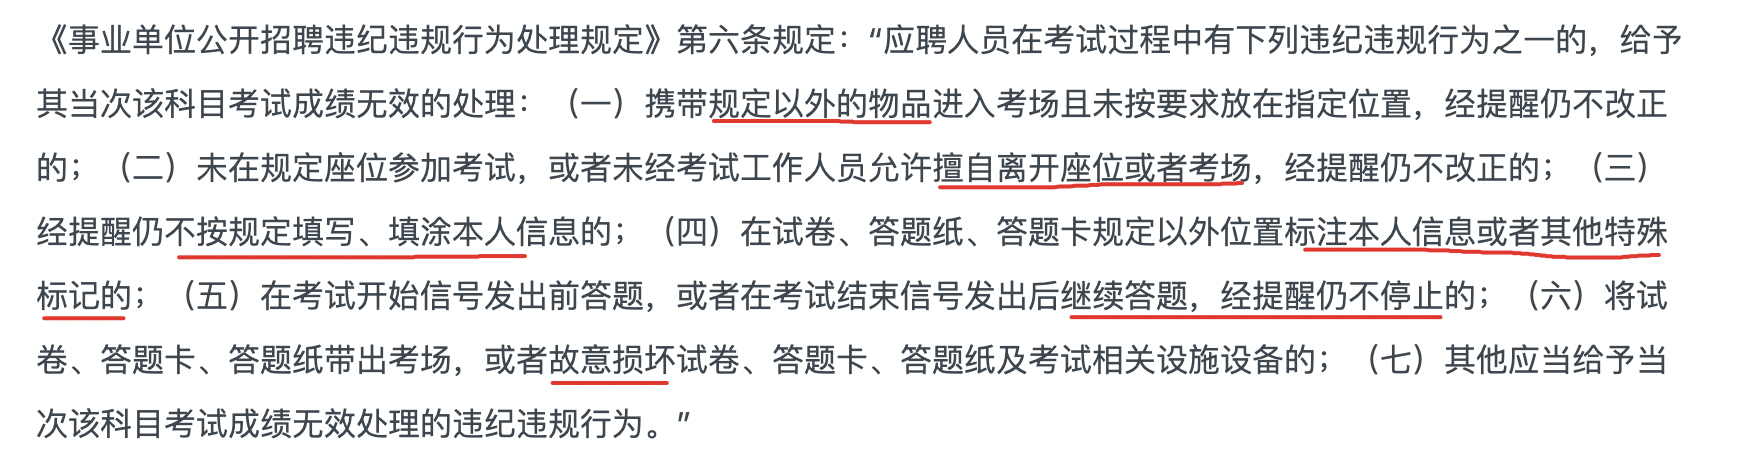 《事业单位公开招聘违纪违规行为处理规定》第六条规定：“应聘人员在考试过程中有下列违纪违规行为之一的，给予
其当次该科目考试成绩无效的处理：（一）携带规定以外的物品进入考场且未按要求放在指定位置，经提醒仍不改正
的；（二）未在规定座位参加考试，或者未经考试工作人员允许擅自离开座位或者考场，经提醒仍不改正的；（三）
经提醒仍不按规定填写、填涂本人信息的；（四）在试卷、答题纸、答题卡规定以外位置标注本人信息或者其他特殊
标记的；（五）在考试开始信号发出前答题，或者在考试结束信号发出后继续答题，经提醒仍不停止的；（六）将试
卷、答题卡、答题纸带出考场，或者故意损坏试卷、答题卡、答题纸及考试相关设施设备的；（七）其他应当给予当
次该科目考试成绩无效处理的违纪违规行为。”